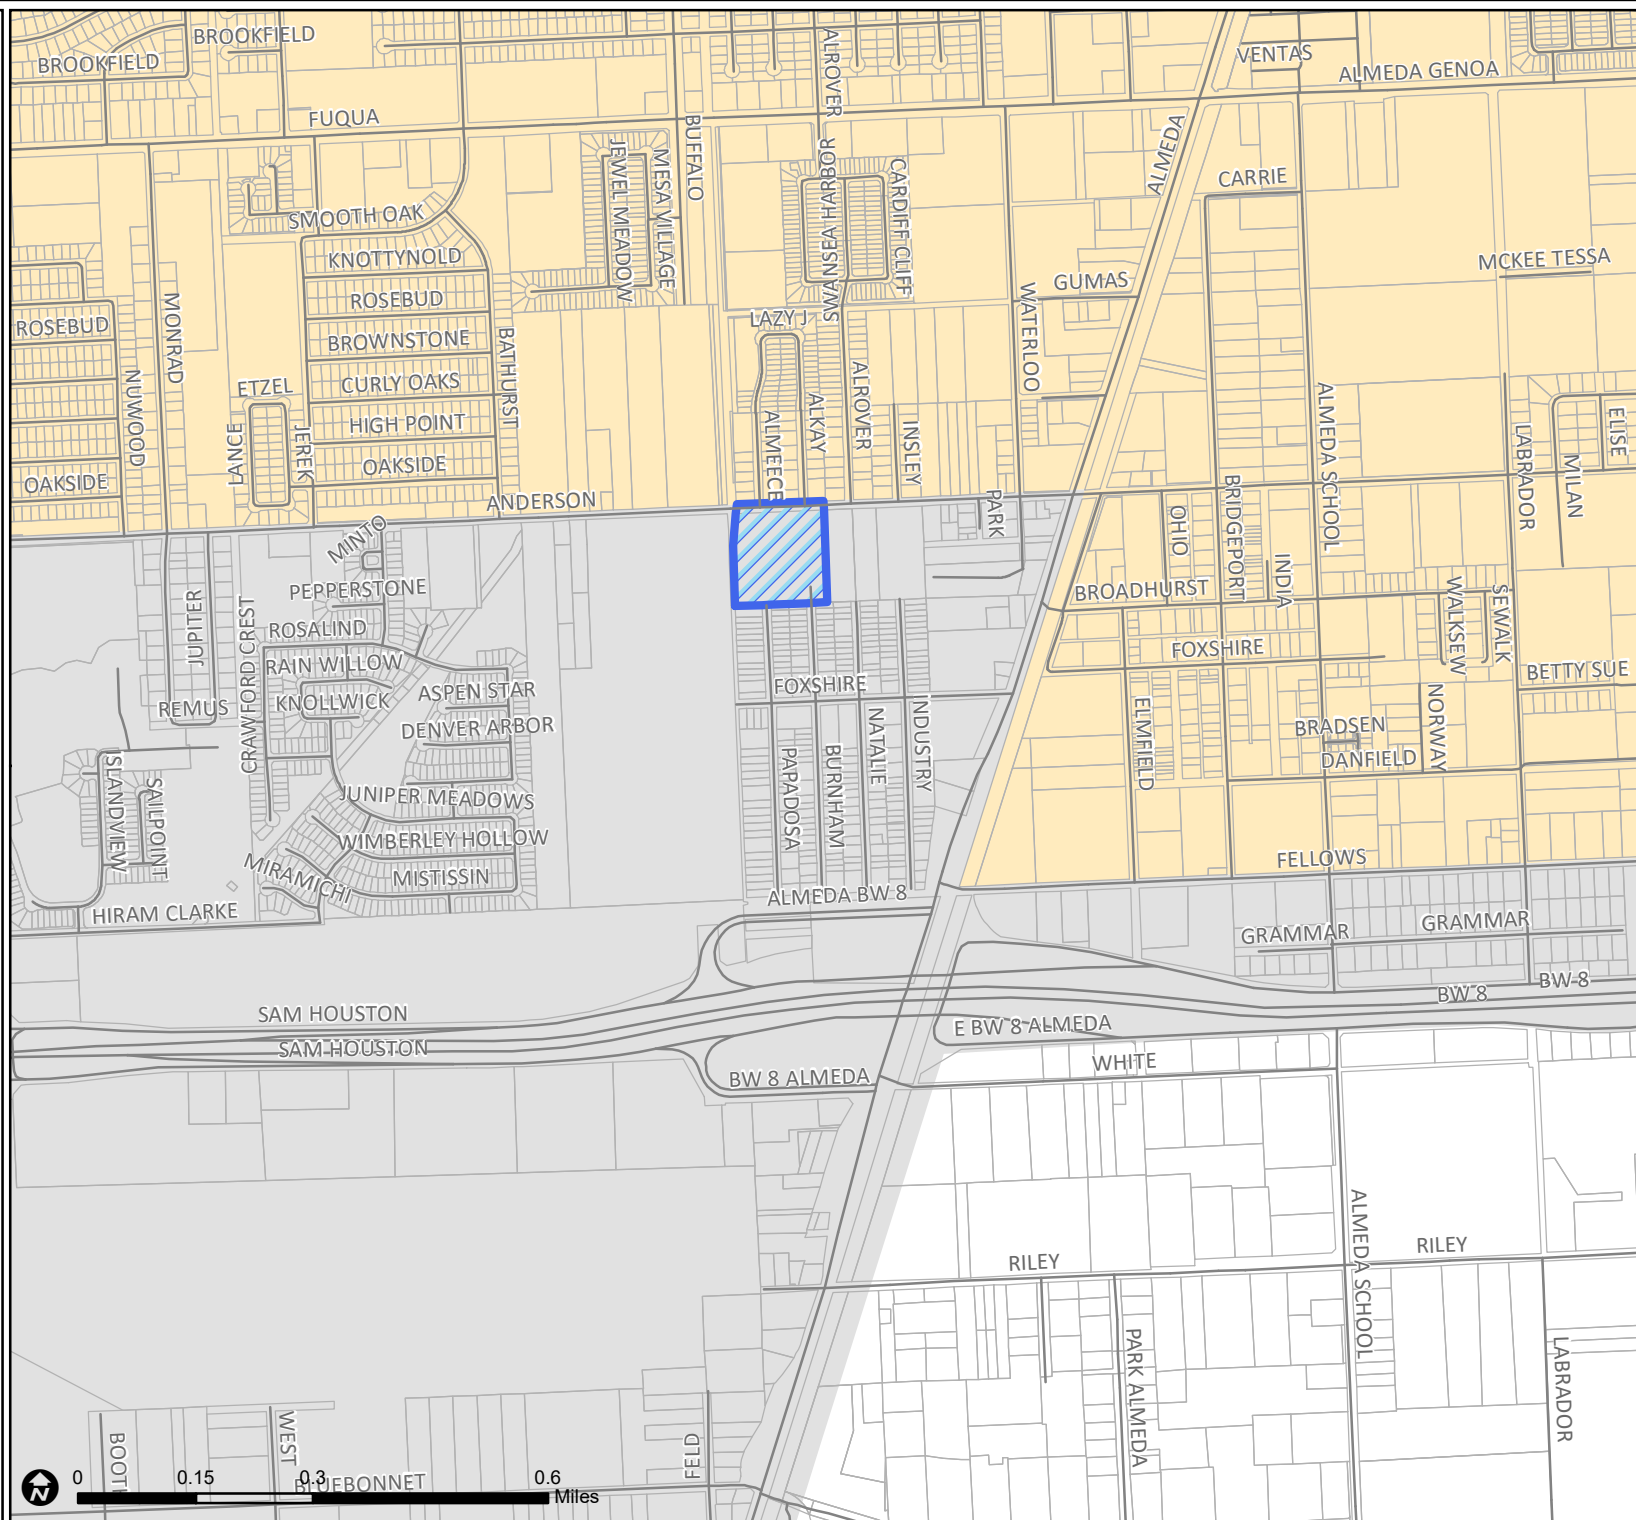 BROOKFIELD
BROOKFIELD
ALROVER
VENTAS
ALMEDA GENOA
FUQUA
BUFFALO
JEWEL MEADOW
MESA VILLAGE
SWANSEA HARBOR
CARDIFF CLIFF
ALMEDA
CARRIE
SMOOTH OAK
KNOTTYNOLD
MCKEE TESSA
GUMAS
ROSEBUD
ROSEBUD
MONRAD
WATERLOO
LAZY J
BROWNSTONE
BATHURST
NUWOOD
ETZEL
CURLY OAKS
ALMEECE
ALKAY
ALROVER
ALMEDA SCHOOL
HIGH POINT
LANCE
JEREK
INSLEY
LABRADOR
ELISE
OAKSIDE
OAKSIDE
MILAN
ANDERSON
PARK
OHIO
BRIDGEPORT
MINTO
INDIA
PEPPERSTONE
BROADHURST
WALKSEW
SEWALK
JUPITER
CRAWFORD CREST
ROSALIND
FOXSHIRE
RAIN WILLOW
BETTY SUE
KNOLLWICK
ASPEN STAR
FOXSHIRE
REMUS
DENVER ARBOR
NATALIE
INDUSTRY
ELMFIELD
BRADSEN
NORWAY
DANFIELD
ISLANDVIEW
SAILPOINT
PAPADOSA
BURNHAM
JUNIPER MEADOWS
WIMBERLEY HOLLOW
FELLOWS
MIRAMICHI
MISTISSIN
ALMEDA BW 8
HIRAM CLARKE
GRAMMAR
GRAMMAR
BW 8
BW 8
SAM HOUSTON
E BW 8 ALMEDA
SAM HOUSTON
WHITE
BW 8 ALMEDA
ALMEDA SCHOOL
RILEY
RILEY
PARK ALMEDA
LABRADOR
BOOTH
WEST
FELD
BLUEBONNET
N
0 0.15 0.3 0.6
Miles